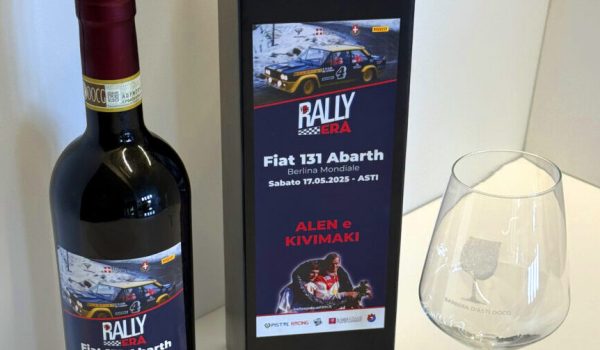 DOCG
RALLY
ERA
Fiat 131 Abarth
RALLY
ERA
Fiat 131 Abarth
Berlina Mondiale
Sabato 17.05.2025 - ASTI
ALEN e
KIVIMAKI
RACING
BARBERA D'ASTI DOCG